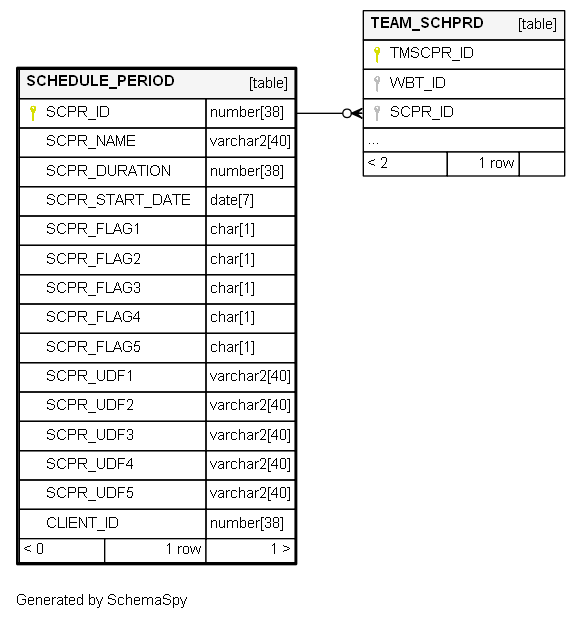 TEAM_SCHPRD [table]
TMSCPR_ID
WBT_ID
SCPR_ID
...
< 2 1 row
SCHEDULE_PERIOD [table]
SCPR_ID number[38]
SCPR_NAME varchar2[40]
SCPR_DURATION number[38]
SCPR_START_DATE date[7]
SCPR_FLAG1 char[1]
SCPR_FLAG2 char[1]
SCPR_FLAG3 char[1]
SCPR_FLAG4 char[1]
SCPR_FLAG5 char[1]
SCPR_UDF1 varchar2[40]
SCPR_UDF2 varchar2[40]
SCPR_UDF3 varchar2[40]
SCPR_UDF4 varchar2[40]
SCPR_UDF5 varchar2[40]
CLIENT_ID number[38]
< 0 1 row 1 >
Generated by SchemaSpy